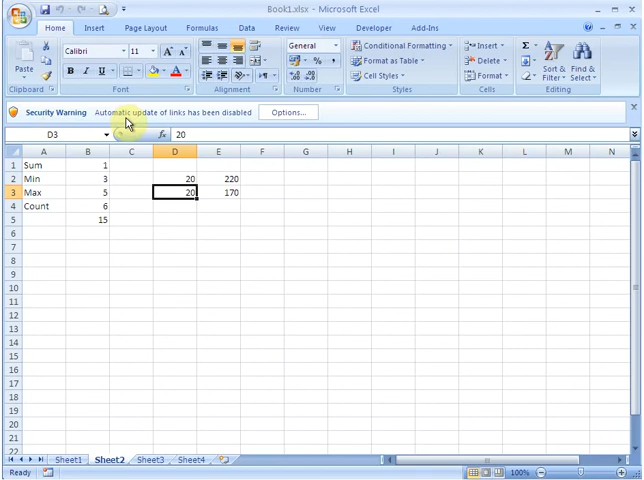 Book1.xlsx - Microsoft Excel
Home Insert Page Layout Formulas Data Review View Developer Add-Ins
Calibri 11 General Conditional Formatting Insert Σ
Paste B I U A % , Format as Table Delete Sort & Filter Find & Select
Cell Styles Format
Clipboard Font Alignment Number Styles Cells Editing
Security Warning Automatic update of links has been disabled Options...
D3 fx 20
A B C D E F G H I J K L M N
1 Sum 1
2 Min 3 20 220
3 Max 5 20 170
4 Count 6
5 15
6
7
8
9
10
11
12
13
14
15
16
17
18
19
20
21
22
Sheet1 Sheet2 Sheet3 Sheet4
Ready 100%